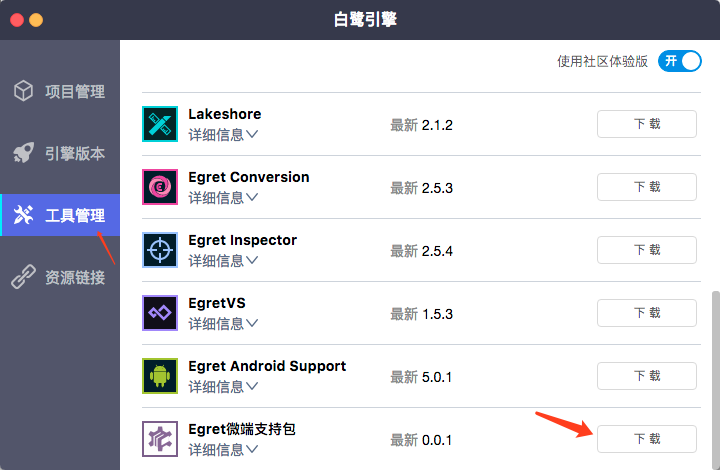 白鹭引擎
使用社区体验版 开
项目管理
引擎版本
工具管理
资源链接
Lakeshore
详细信息
最新 2.1.2
下载
Egret Conversion
详细信息
最新 2.5.3
下载
Egret Inspector
详细信息
最新 2.5.4
下载
EgretVS
详细信息
最新 1.5.3
下载
Egret Android Support
详细信息
最新 5.0.1
下载
Egret微端支持包
详细信息
最新 0.0.1
下载